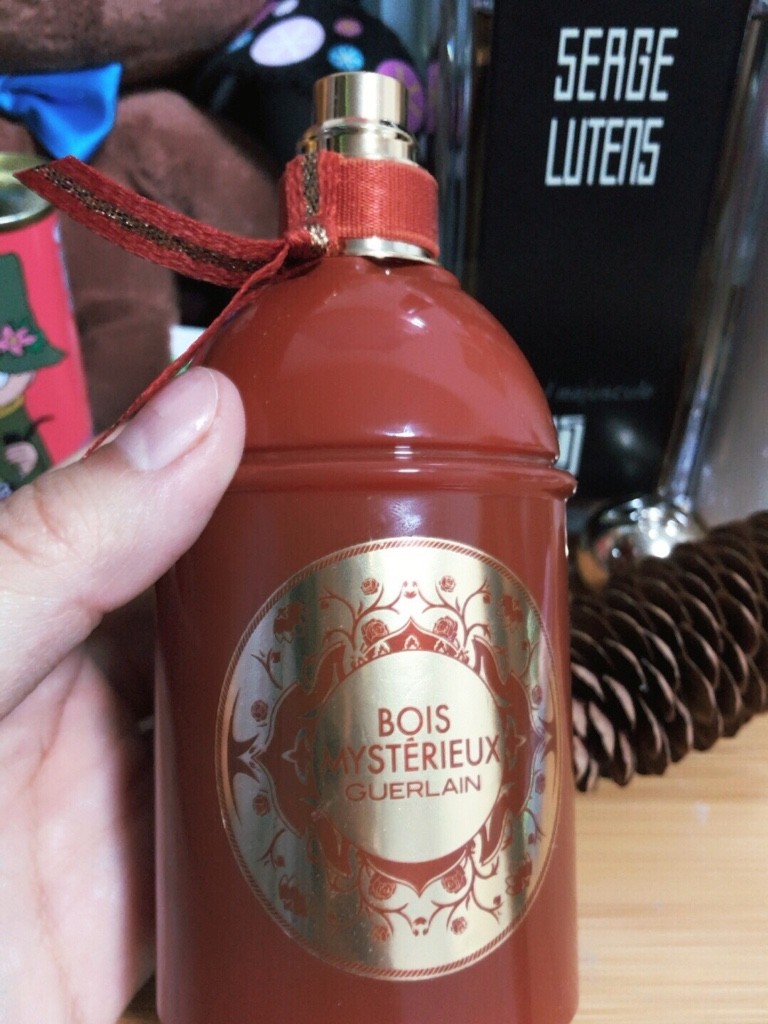 SERGE
LUTENS
BOIS
MYSTÉRIEUX
GUERLAIN